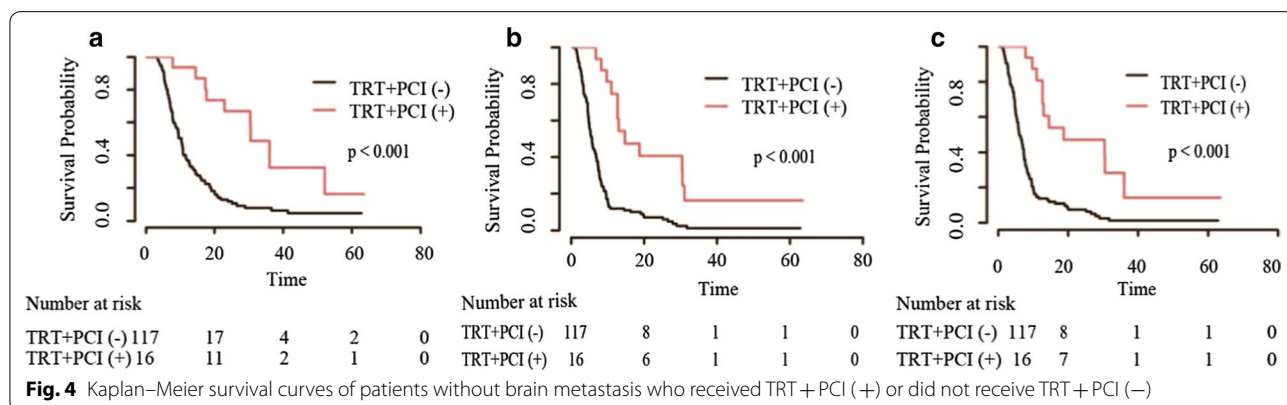 a
Survival Probability
0.8
0.4
0.0
TRT+PCI (-)
TRT+PCI (+)
p < 0.001
0 20 40 60 80
Time
Number at risk
TRT+PCI (-) 117 17 4 2 0
TRT+PCI (+) 16 11 2 1 0
b
Survival Probability
0.8
0.4
0.0
TRT+PCI (-)
TRT+PCI (+)
p < 0.001
0 20 40 60 80
Time
Number at risk
TRT+PCI (-) 117 8 1 1 0
TRT+PCI (+) 16 6 1 1 0
c
Survival Probability
0.8
0.4
0.0
TRT+PCI (-)
TRT+PCI (+)
p < 0.001
0 20 40 60 80
Time
Number at risk
TRT+PCI (-) 117 8 1 1 0
TRT+PCI (+) 16 7 1 1 0
Fig. 4 Kaplan–Meier survival curves of patients without brain metastasis who received TRT + PCI (+) or did not receive TRT + PCI (−)